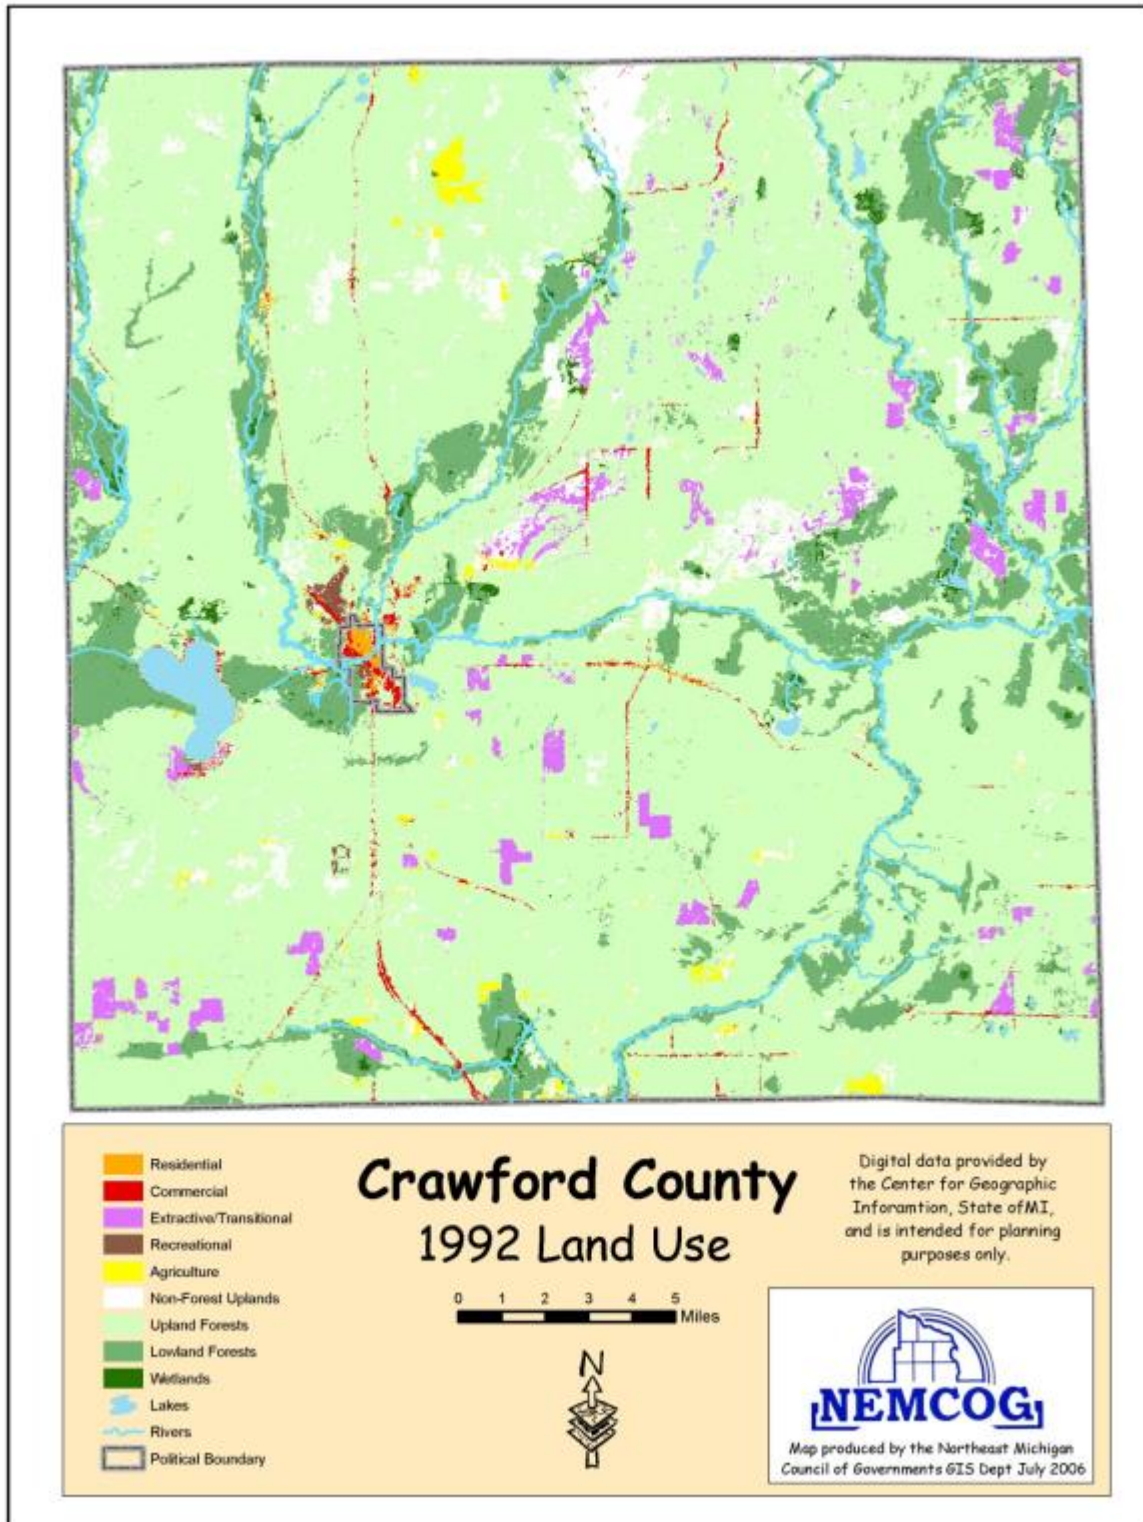 Residential
Commercial
Extractive/Transitional
Recreational
Agriculture
Non-Forest Uplands
Upland Forests
Lowland Forests
Wetlands
Lakes
Rivers
Political Boundary
Crawford County
1992 Land Use
0 1 2 3 4 5
Miles
N
Digital data provided by
the Center for Geographic
Inforamtion, State ofMI,
and is intended for planning
purposes only.
NEMCOG
Map produced by the Northeast Michigan
Council of Governments GIS Dept July 2006